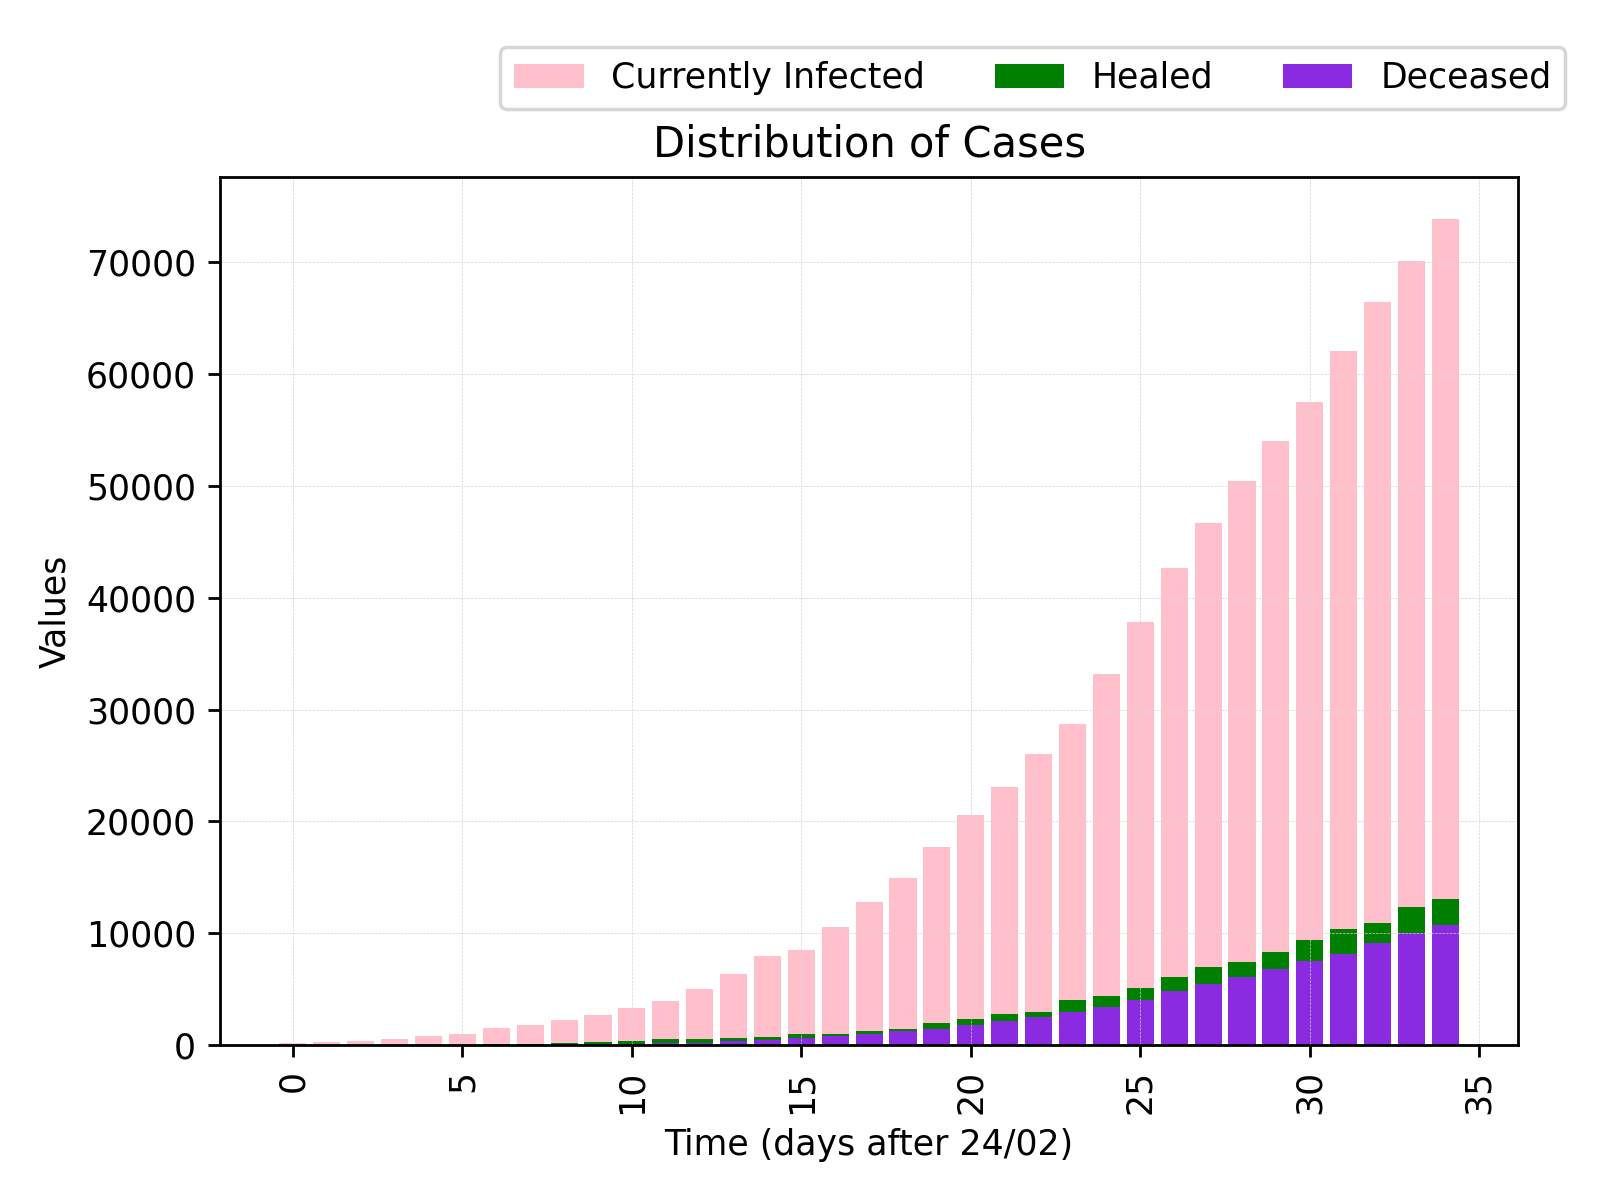 Currently Infected Healed Deceased
Distribution of Cases
Values
70000
60000
50000
40000
30000
20000
10000
0
0 5 10 15 20 25 30 35
Time (days after 24/02)